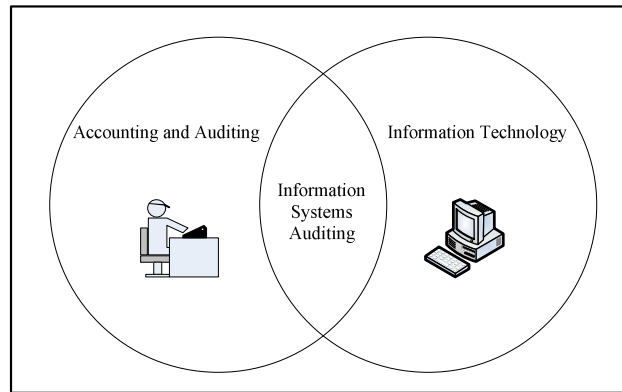 Accounting and Auditing
Information Technology
Information
Systems
Auditing